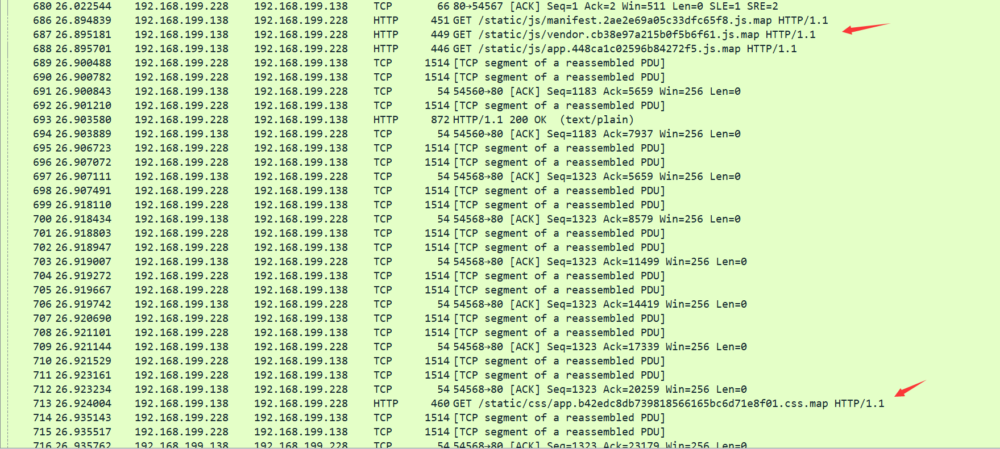 680 26.022544 192.168.199.228 192.168.199.138 TCP 66 80→54567 [ACK] Seq=1 Ack=2 Win=511 Len=0 SLE=1 SRE=2
686 26.894839 192.168.199.138 192.168.199.228 HTTP 451 GET /static/js/manifest.2ae2e69a05c33dfc65f8.js.map HTTP/1.1
687 26.895181 192.168.199.138 192.168.199.228 HTTP 449 GET /static/js/vendor.cb38e97a215b0f5b6f61.js.map HTTP/1.1
688 26.895701 192.168.199.138 192.168.199.228 HTTP 446 GET /static/js/app.448ca1c02596b84272f5.js.map HTTP/1.1
689 26.900488 192.168.199.228 192.168.199.138 TCP 1514 [TCP segment of a reassembled PDU]
690 26.900782 192.168.199.228 192.168.199.138 TCP 1514 [TCP segment of a reassembled PDU]
691 26.900843 192.168.199.138 192.168.199.228 TCP 54 54560→80 [ACK] Seq=1183 Ack=5659 Win=256 Len=0
692 26.901210 192.168.199.228 192.168.199.138 TCP 1514 [TCP segment of a reassembled PDU]
693 26.903580 192.168.199.228 192.168.199.138 HTTP 872 HTTP/1.1 200 OK (text/plain)
694 26.903889 192.168.199.138 192.168.199.228 TCP 54 54560→80 [ACK] Seq=1183 Ack=7937 Win=256 Len=0
695 26.906723 192.168.199.228 192.168.199.138 TCP 1514 [TCP segment of a reassembled PDU]
696 26.907072 192.168.199.228 192.168.199.138 TCP 1514 [TCP segment of a reassembled PDU]
697 26.907111 192.168.199.138 192.168.199.228 TCP 54 54568→80 [ACK] Seq=1323 Ack=5659 Win=256 Len=0
698 26.907491 192.168.199.228 192.168.199.138 TCP 1514 [TCP segment of a reassembled PDU]
699 26.918110 192.168.199.228 192.168.199.138 TCP 1514 [TCP segment of a reassembled PDU]
700 26.918434 192.168.199.138 192.168.199.228 TCP 54 54568→80 [ACK] Seq=1323 Ack=8579 Win=256 Len=0
701 26.918803 192.168.199.228 192.168.199.138 TCP 1514 [TCP segment of a reassembled PDU]
702 26.918947 192.168.199.228 192.168.199.138 TCP 1514 [TCP segment of a reassembled PDU]
703 26.919007 192.168.199.138 192.168.199.228 TCP 54 54568→80 [ACK] Seq=1323 Ack=11499 Win=256 Len=0
704 26.919272 192.168.199.228 192.168.199.138 TCP 1514 [TCP segment of a reassembled PDU]
705 26.919667 192.168.199.228 192.168.199.138 TCP 1514 [TCP segment of a reassembled PDU]
706 26.919742 192.168.199.138 192.168.199.228 TCP 54 54568→80 [ACK] Seq=1323 Ack=14419 Win=256 Len=0
707 26.920690 192.168.199.228 192.168.199.138 TCP 1514 [TCP segment of a reassembled PDU]
708 26.921101 192.168.199.228 192.168.199.138 TCP 1514 [TCP segment of a reassembled PDU]
709 26.921144 192.168.199.138 192.168.199.228 TCP 54 54568→80 [ACK] Seq=1323 Ack=17339 Win=256 Len=0
710 26.921529 192.168.199.228 192.168.199.138 TCP 1514 [TCP segment of a reassembled PDU]
711 26.923161 192.168.199.228 192.168.199.138 TCP 1514 [TCP segment of a reassembled PDU]
712 26.923234 192.168.199.138 192.168.199.228 TCP 54 54568→80 [ACK] Seq=1323 Ack=20259 Win=256 Len=0
713 26.924004 192.168.199.138 192.168.199.228 HTTP 460 GET /static/css/app.b42edc8db739818566165bc6d71e8f01.css.map HTTP/1.1
714 26.935143 192.168.199.228 192.168.199.138 TCP 1514 [TCP segment of a reassembled PDU]
715 26.935517 192.168.199.228 192.168.199.138 TCP 1514 [TCP segment of a reassembled PDU]
716 26.935762 192.168.199.138 192.168.199.228 TCP 54 54568→80 [ACK] Seq=1323 Ack=23179 Win=256 Len=0